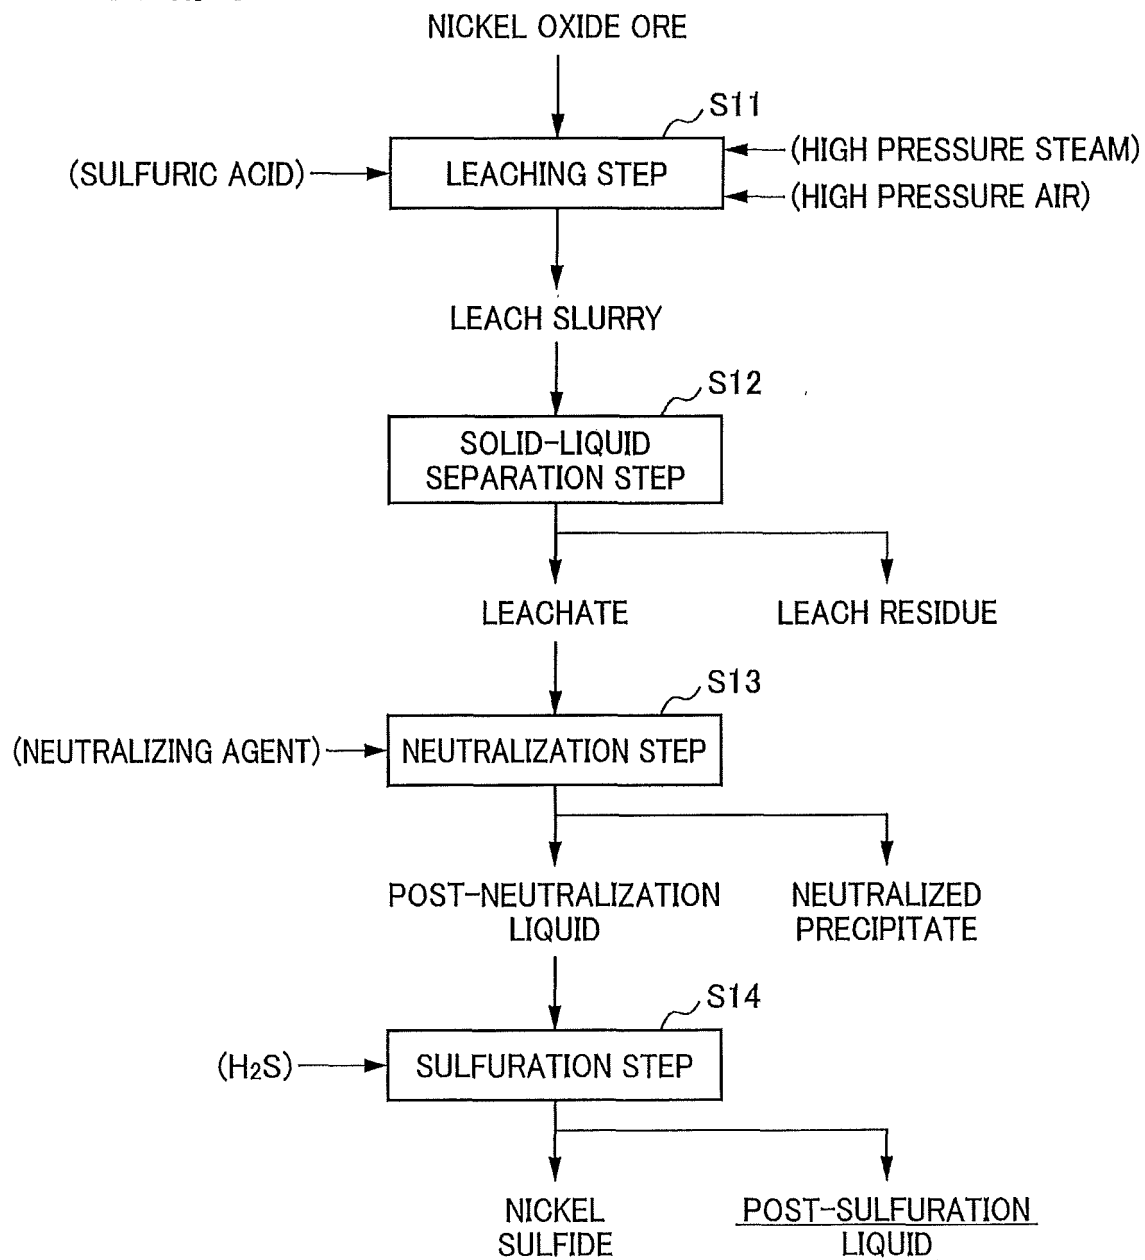 NICKEL OXIDE ORE
S11
(HIGH PRESSURE STEAM)
(SULFURIC ACID)
LEACHING STEP
(HIGH PRESSURE AIR)
LEACH SLURRY
S12
SOLID-LIQUID
SEPARATION STEP
LEACHATE
LEACH RESIDUE
S13
(NEUTRALIZING AGENT)
NEUTRALIZATION STEP
POST-NEUTRALIZATION
LIQUID
NEUTRALIZED
PRECIPITATE
S14
(H₂S)
SULFURATION STEP
NICKEL
SULFIDE
POST-SULFURATION
LIQUID